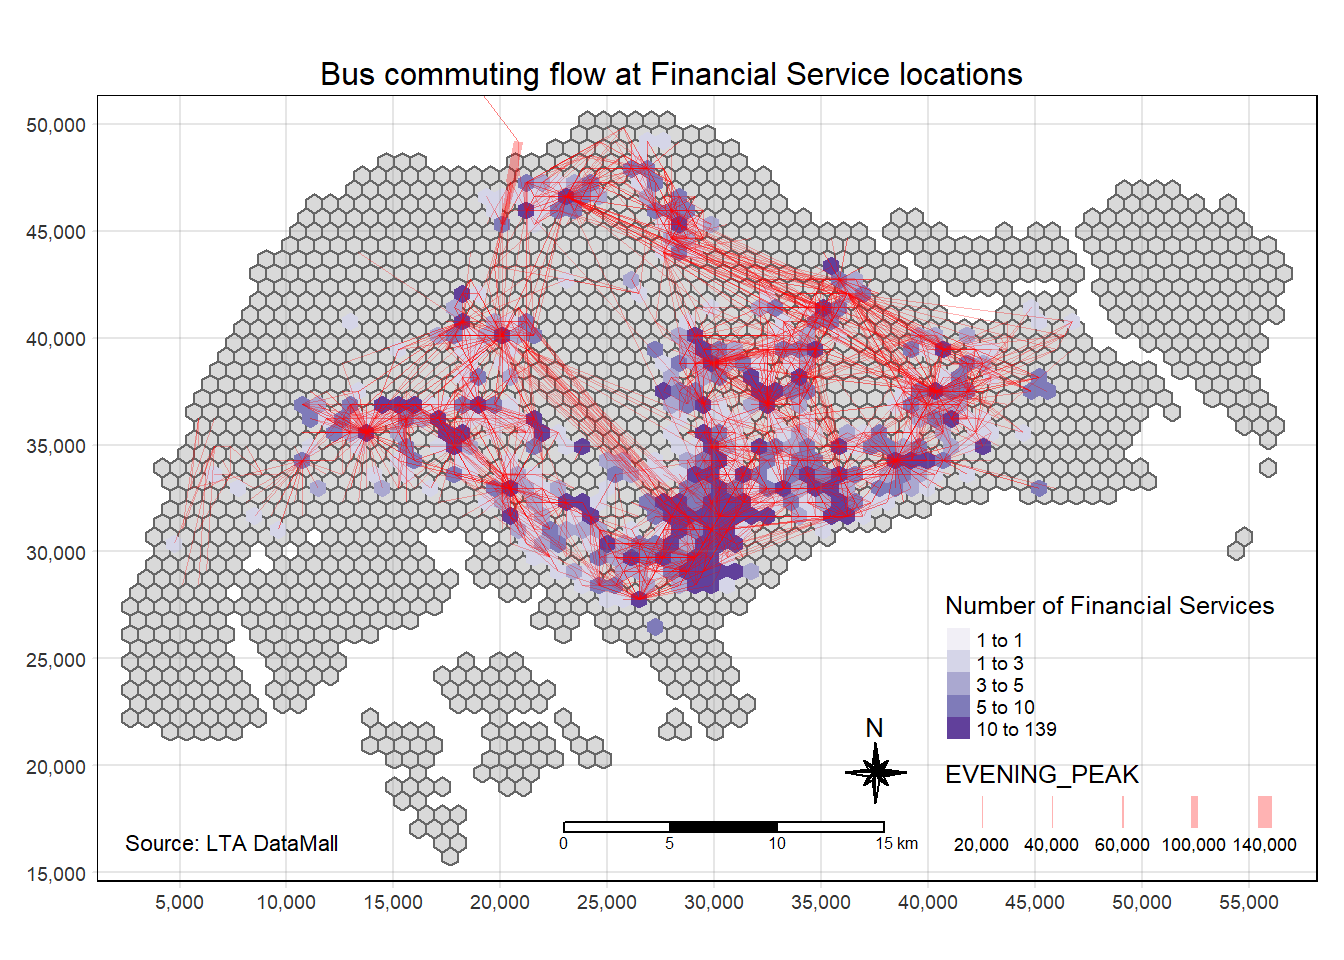 Bus commuting flow at Financial Service locations
50,000
45,000
40,000
35,000
30,000
25,000
20,000
15,000
Number of Financial Services
1 to 1
1 to 3
3 to 5
5 to 10
10 to 139
N
EVENING_PEAK
20,000 40,000 60,000 100,000 140,000
Source: LTA DataMall
0 5 10 15 km
5,000 10,000 15,000 20,000 25,000 30,000 35,000 40,000 45,000 50,000 55,000